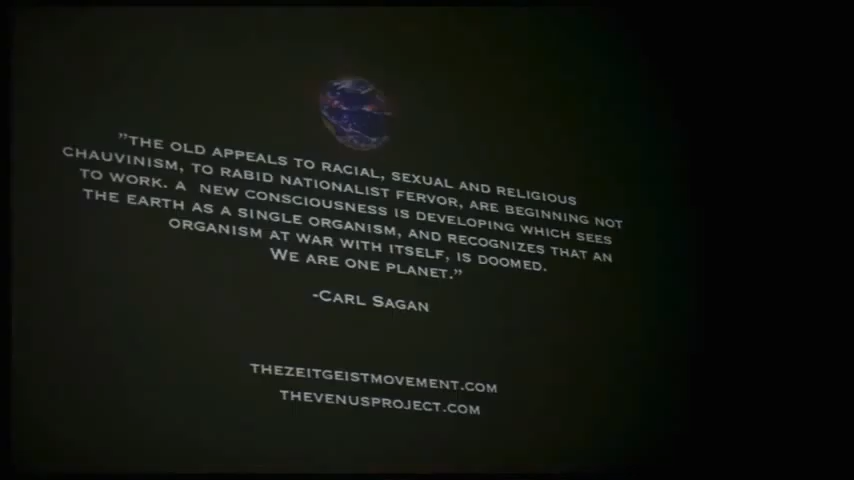 "THE OLD APPEALS TO RACIAL, SEXUAL AND RELIGIOUS
CHAUVINISM, TO RABID NATIONALIST FERVOR, ARE BEGINNING NOT
TO WORK. A NEW CONSCIOUSNESS IS DEVELOPING WHICH SEES
THE EARTH AS A SINGLE ORGANISM, AND RECOGNIZES THAT AN
ORGANISM AT WAR WITH ITSELF, IS DOOMED.
WE ARE ONE PLANET."
-CARL SAGAN
THEZEITGEISTMOVEMENT.COM
THEVENUSPROJECT.COM